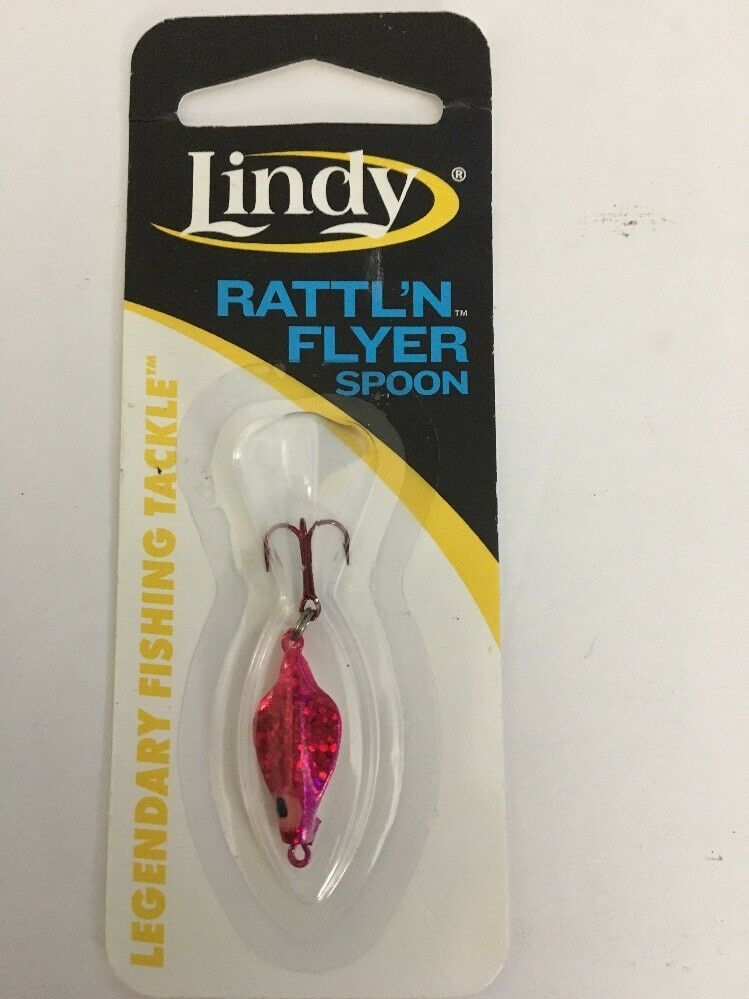 Lindy®
RATTL'N™
FLYER
SPOON
LEGENDARY FISHING TACKLE™